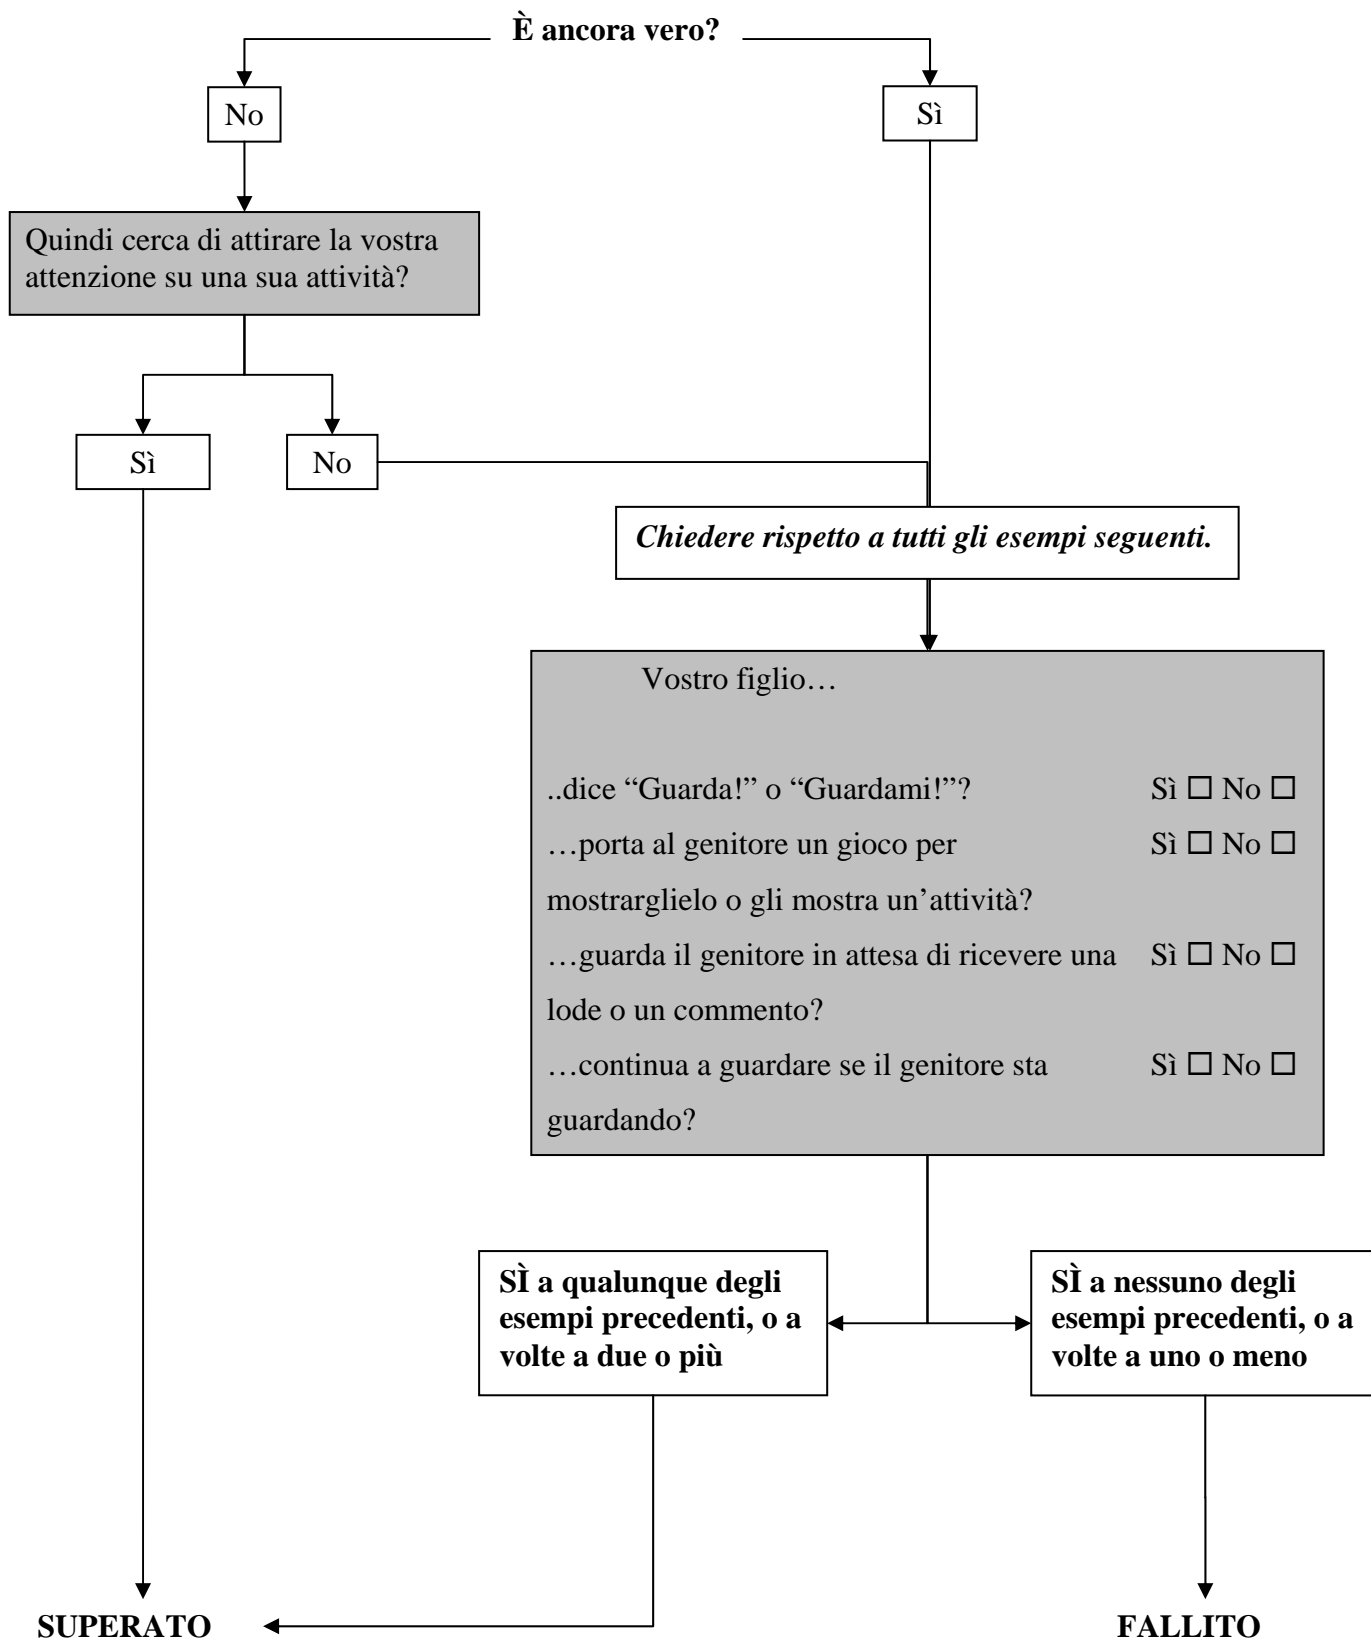 È ancora vero?
No
Sì
Quindi cerca di attirare la vostra
attenzione su una sua attività?
Sì
No
Chiedere rispetto a tutti gli esempi seguenti.
Vostro figlio…
..dice “Guarda!” o “Guardami!”? Sì ☐ No ☐
…porta al genitore un gioco per Sì ☐ No ☐
mostrarglielo o gli mostra un’attività?
…guarda il genitore in attesa di ricevere una Sì ☐ No ☐
lode o un commento?
…continua a guardare se il genitore sta Sì ☐ No ☐
guardando?
SÌ a qualunque degli
esempi precedenti, o a
volte a due o più
SÌ a nessuno degli
esempi precedenti, o a
volte a uno o meno
SUPERATO
FALLITO